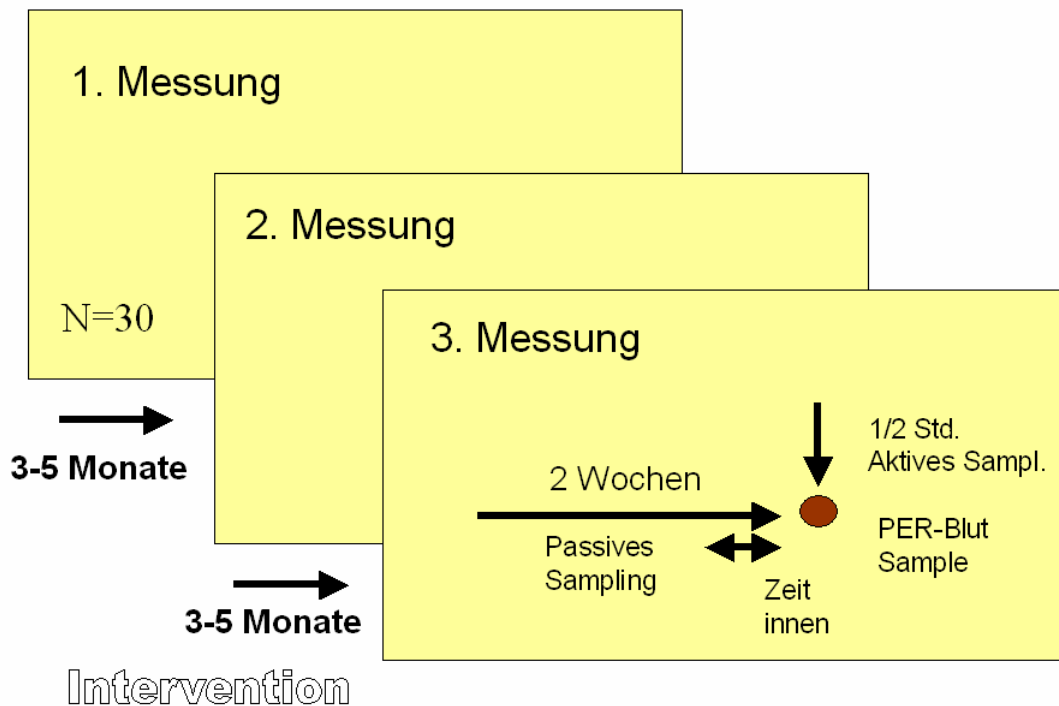 1. Messung
N=30
3-5 Monate
2. Messung
3-5 Monate
3. Messung
2 Wochen
Passives
Sampling
Zeit
innen
1/2 Std.
Aktives Sampl.
PER-Blut
Sample
Intervention